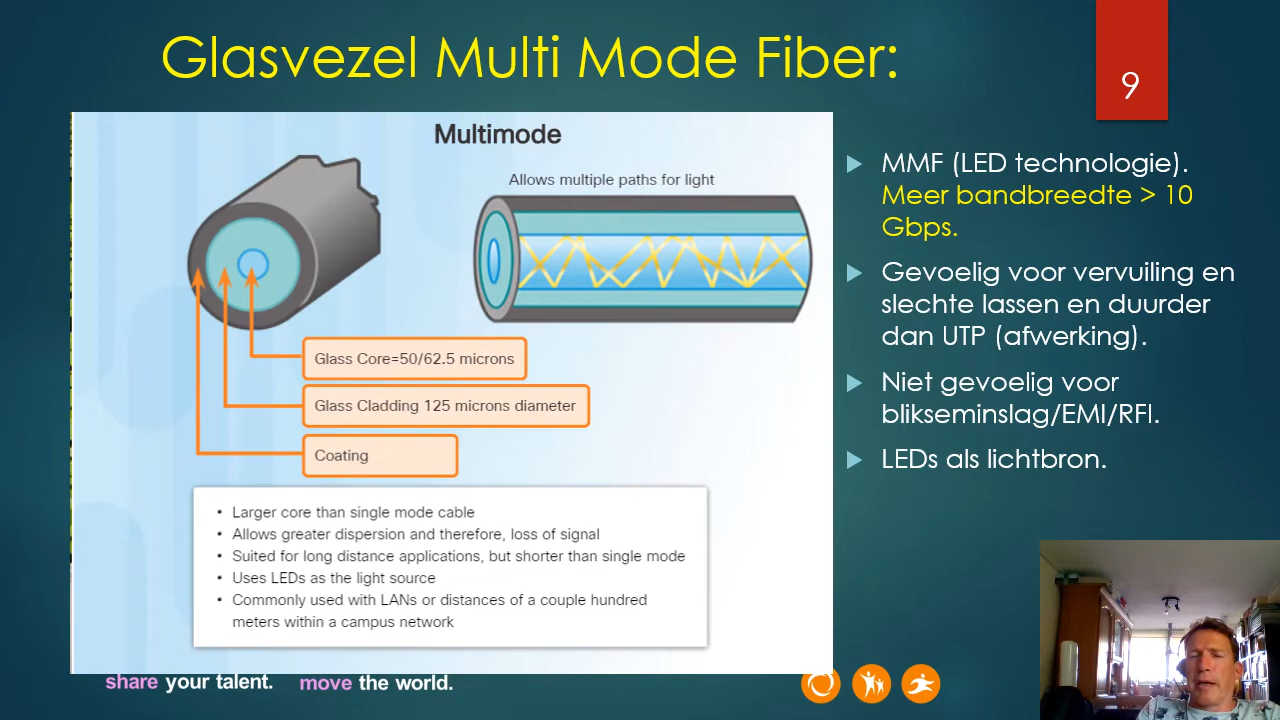 Glasvezel Multi Mode Fiber:
9
Multimode
Allows multiple paths for light
Glass Core=50/62.5 microns
Glass Cladding 125 microns diameter
Coating
• Larger core than single mode cable
• Allows greater dispersion and therefore, loss of signal
• Suited for long distance applications, but shorter than single mode
• Uses LEDs as the light source
• Commonly used with LANs or distances of a couple hundred
meters within a campus network
MMF (LED technologie).
Meer bandbreedte > 10
Gbps.
Gevoelig voor vervuiling en
slechte lassen en duurder
dan UTP (afwerking).
Niet gevoelig voor
blikseminslag/EMI/RFI.
LEDs als lichtbron.
share your talent. move the world.